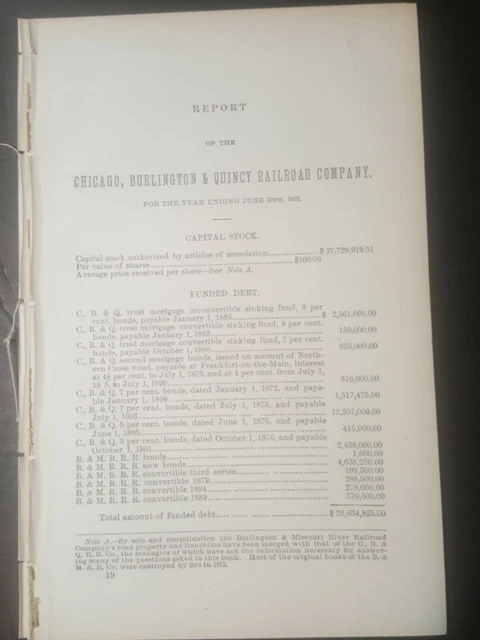 REPORT
OF THE
CHICAGO, BURLINGTON & QUINCY RAILROAD COMPANY.
FOR THE YEAR ENDING JUNE 30TH,
CAPITAL STOCK.
Capital stock authorized by articles of association $ 27,729,919.51
Par value of shares $100.00
Average price received per share—See Note A.
FUNDED DEBT.
C., B. & Q. trust mortgage inconvertible sinking fund, 8 per
cent. bonds, payable January 1, 1883 $ 2,561,000.00
C., B. & Q. trust mortgage convertible sinking fund, 8 per cent.
bonds, payable January 1, 1883 150,000.00
C., B. & Q. trust mortgage convertible sinking fund, 7 per cent.
bonds, payable October 1, 1890 653,000.00
C., B. & Q. second mortgage bonds, issued on account of North-
ern Cross Road, payable at Frankfort-on-the-Main, interest
at 4½ per cent. to July 1, 1875, and at 4 per cent from July 1,
18 5, to July 1, 1890 816,000.00
C., B. & Q. 7 per cent. bonds, dated January 1, 1872, and paya-
ble January 1, 1896 1,517,475.00
C., B. & Q. 7 per cent. bonds, dated July 1, 1873, and payable
July 1, 1903 12,307,000.00
C., B. & Q. 5 per cent. bonds, dated June 1, 1875, and payable
June 1, 1895 415,000.00
C., B. & Q. 5 per cent. bonds, dated October 1, 1876, and payable
October 1, 1901 2,438,000.00
B. & M. R. R. R. bonds 1,000.00
B. & M. R. R. R. new bonds 4,638,250.00
B. & M. R. R. R. convertible third series 199,500.00
B. & M. R. R. R. convertible 1879 288,500.00
B. & M. R. R. R. convertible 1894 279,000.00
B. & M. R. R. R. convertible 1889 370,500.00
Total amount of funded debt $ 26,634,825.00
Note A.—By sale and consolidation the Burlington & Missouri River Railroad
Company's road property and franchises have been merged with that of the C., B. &
Q. R. R. Co., the managers of which have not the information necessary for answer-
ing many of the questions asked in this book. Most of the original books of the B. &
M. R. R. Co. were destroyed by fire in 1872.
19